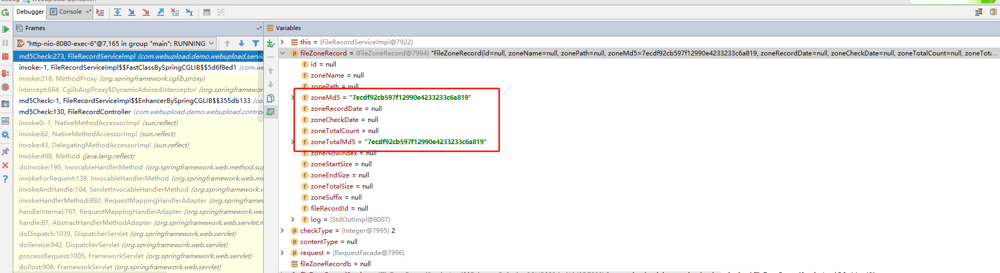 Debug WebuploadApplication
Debugger Console
Frames
"http-nio-8080-exec-6"@7,165 in group "main": RUNNING
md5Check:273, FileRecordServiceImpl (com.webupload.demo.webupload.servic
invoke:-1, FileRecordServiceImpl$$FastClassBySpringCGLIB$$5d6f8ed1 (com.we
invoke:218, MethodProxy (org.springframework.cglib.proxy)
intercept:684, CglibAopProxy$DynamicAdvisedInterceptor (org.springframework
md5Check:-1, FileRecordServiceImpl$$EnhancerBySpringCGLIB$$355db133 (co
md5Check:130, FileRecordController (com.webupload.demo.webupload.contro
invoke0:-1, NativeMethodAccessorImpl (sun.reflect)
invoke:62, NativeMethodAccessorImpl (sun.reflect)
invoke:43, DelegatingMethodAccessorImpl (sun.reflect)
invoke:498, Method (java.lang.reflect)
doInvoke:190, InvocableHandlerMethod (org.springframework.web.method.sup
invokeForRequest:138, InvocableHandlerMethod (org.springframework.web.me
invokeAndHandle:104, ServletInvocableHandlerMethod (org.springframework.w
invokeHandlerMethod:892, RequestMappingHandlerAdapter (org.springframew
handleInternal:797, RequestMappingHandlerAdapter (org.springframework.web
handle:87, AbstractHandlerMethodAdapter (org.springframework.web.servlet.m
doDispatch:1039, DispatcherServlet (org.springframework.web.servlet)
doService:942, DispatcherServlet (org.springframework.web.servlet)
processRequest:1005, FrameworkServlet (org.springframework.web.servlet)
doPost:908, FrameworkServlet (org.springframework.web.servlet)
Variables
this = {FileRecordServiceImpl@7922}
fileZoneRecord = {FileZoneRecord@7994} "FileZoneRecord(id=null, zoneName=null, zonePath=null, zoneMd5=7ecdf92cb597f12990e4233233c6a819, zoneRecordDate=null, zoneCheckDate=null, zoneTotalCount=null, zoneTota...
id = null
zoneName = null
zonePath = null
zoneMd5 = "7ecdf92cb597f12990e4233233c6a819"
zoneRecordDate = null
zoneCheckDate = null
zoneTotalCount = null
zoneTotalMd5 = "7ecdf92cb597f12990e4233233c6a819"
zoneNowIndex = null
zoneStartSize = null
zoneEndSize = null
zoneTotalSize = null
zoneSuffix = null
fileRecordId = null
log = {StdOutImpl@8007}
checkType = {Integer@7995} 2
contentType = null
request = {RequestFacade@7996}
fileZoneRecordb = null